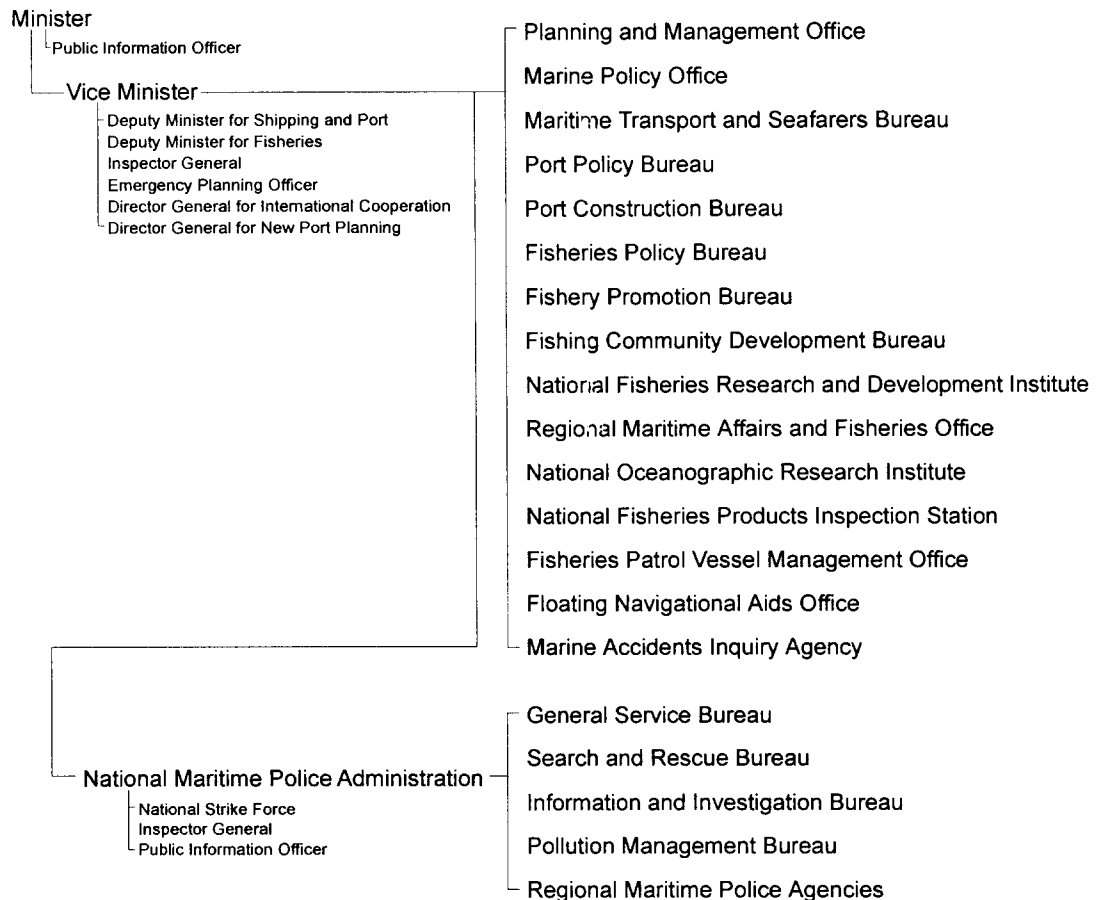 Minister
Public Information Officer
Vice Minister
Deputy Minister for Shipping and Port
Deputy Minister for Fisheries
Inspector General
Emergency Planning Officer
Director General for International Cooperation
Director General for New Port Planning
Planning and Management Office
Marine Policy Office
Maritime Transport and Seafarers Bureau
Port Policy Bureau
Port Construction Bureau
Fisheries Policy Bureau
Fishery Promotion Bureau
Fishing Community Development Bureau
National Fisheries Research and Development Institute
Regional Maritime Affairs and Fisheries Office
National Oceanographic Research Institute
National Fisheries Products Inspection Station
Fisheries Patrol Vessel Management Office
Floating Navigational Aids Office
Marine Accidents Inquiry Agency
National Maritime Police Administration
National Strike Force
Inspector General
Public Information Officer
General Service Bureau
Search and Rescue Bureau
Information and Investigation Bureau
Pollution Management Bureau
Regional Maritime Police Agencies